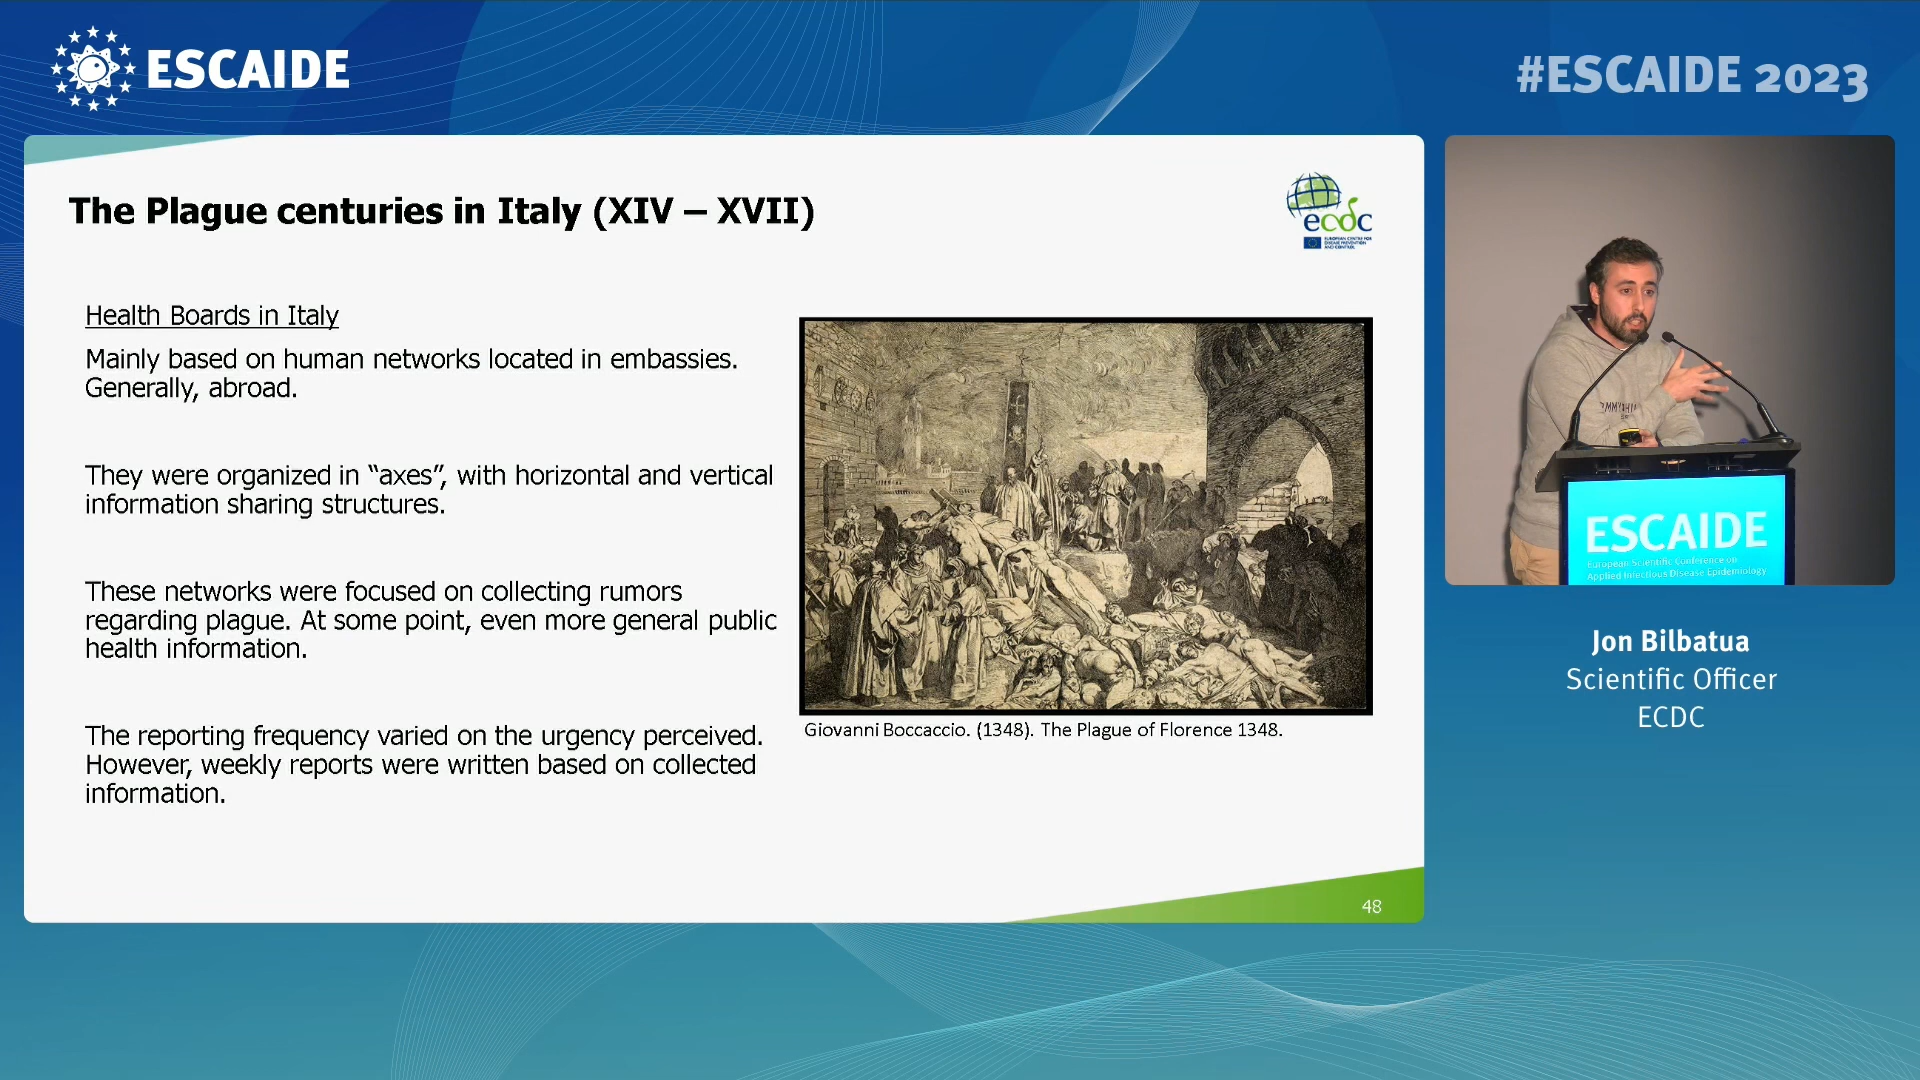 ESCAIDE
#ESCAIDE 2023
The Plague centuries in Italy (XIV – XVII)
ecdc
EUROPEAN CENTRE FOR
DISEASE PREVENTION
AND CONTROL
Health Boards in Italy
Mainly based on human networks located in embassies.
Generally, abroad.
They were organized in “axes”, with horizontal and vertical
information sharing structures.
These networks were focused on collecting rumors
regarding plague. At some point, even more general public
health information.
The reporting frequency varied on the urgency perceived.
However, weekly reports were written based on collected
information.
Giovanni Boccaccio. (1348). The Plague of Florence 1348.
48
ESCAIDE
European Scientific Conference on
Applied Infectious Disease Epidemiology
Jon Bilbatua
Scientific Officer
ECDC